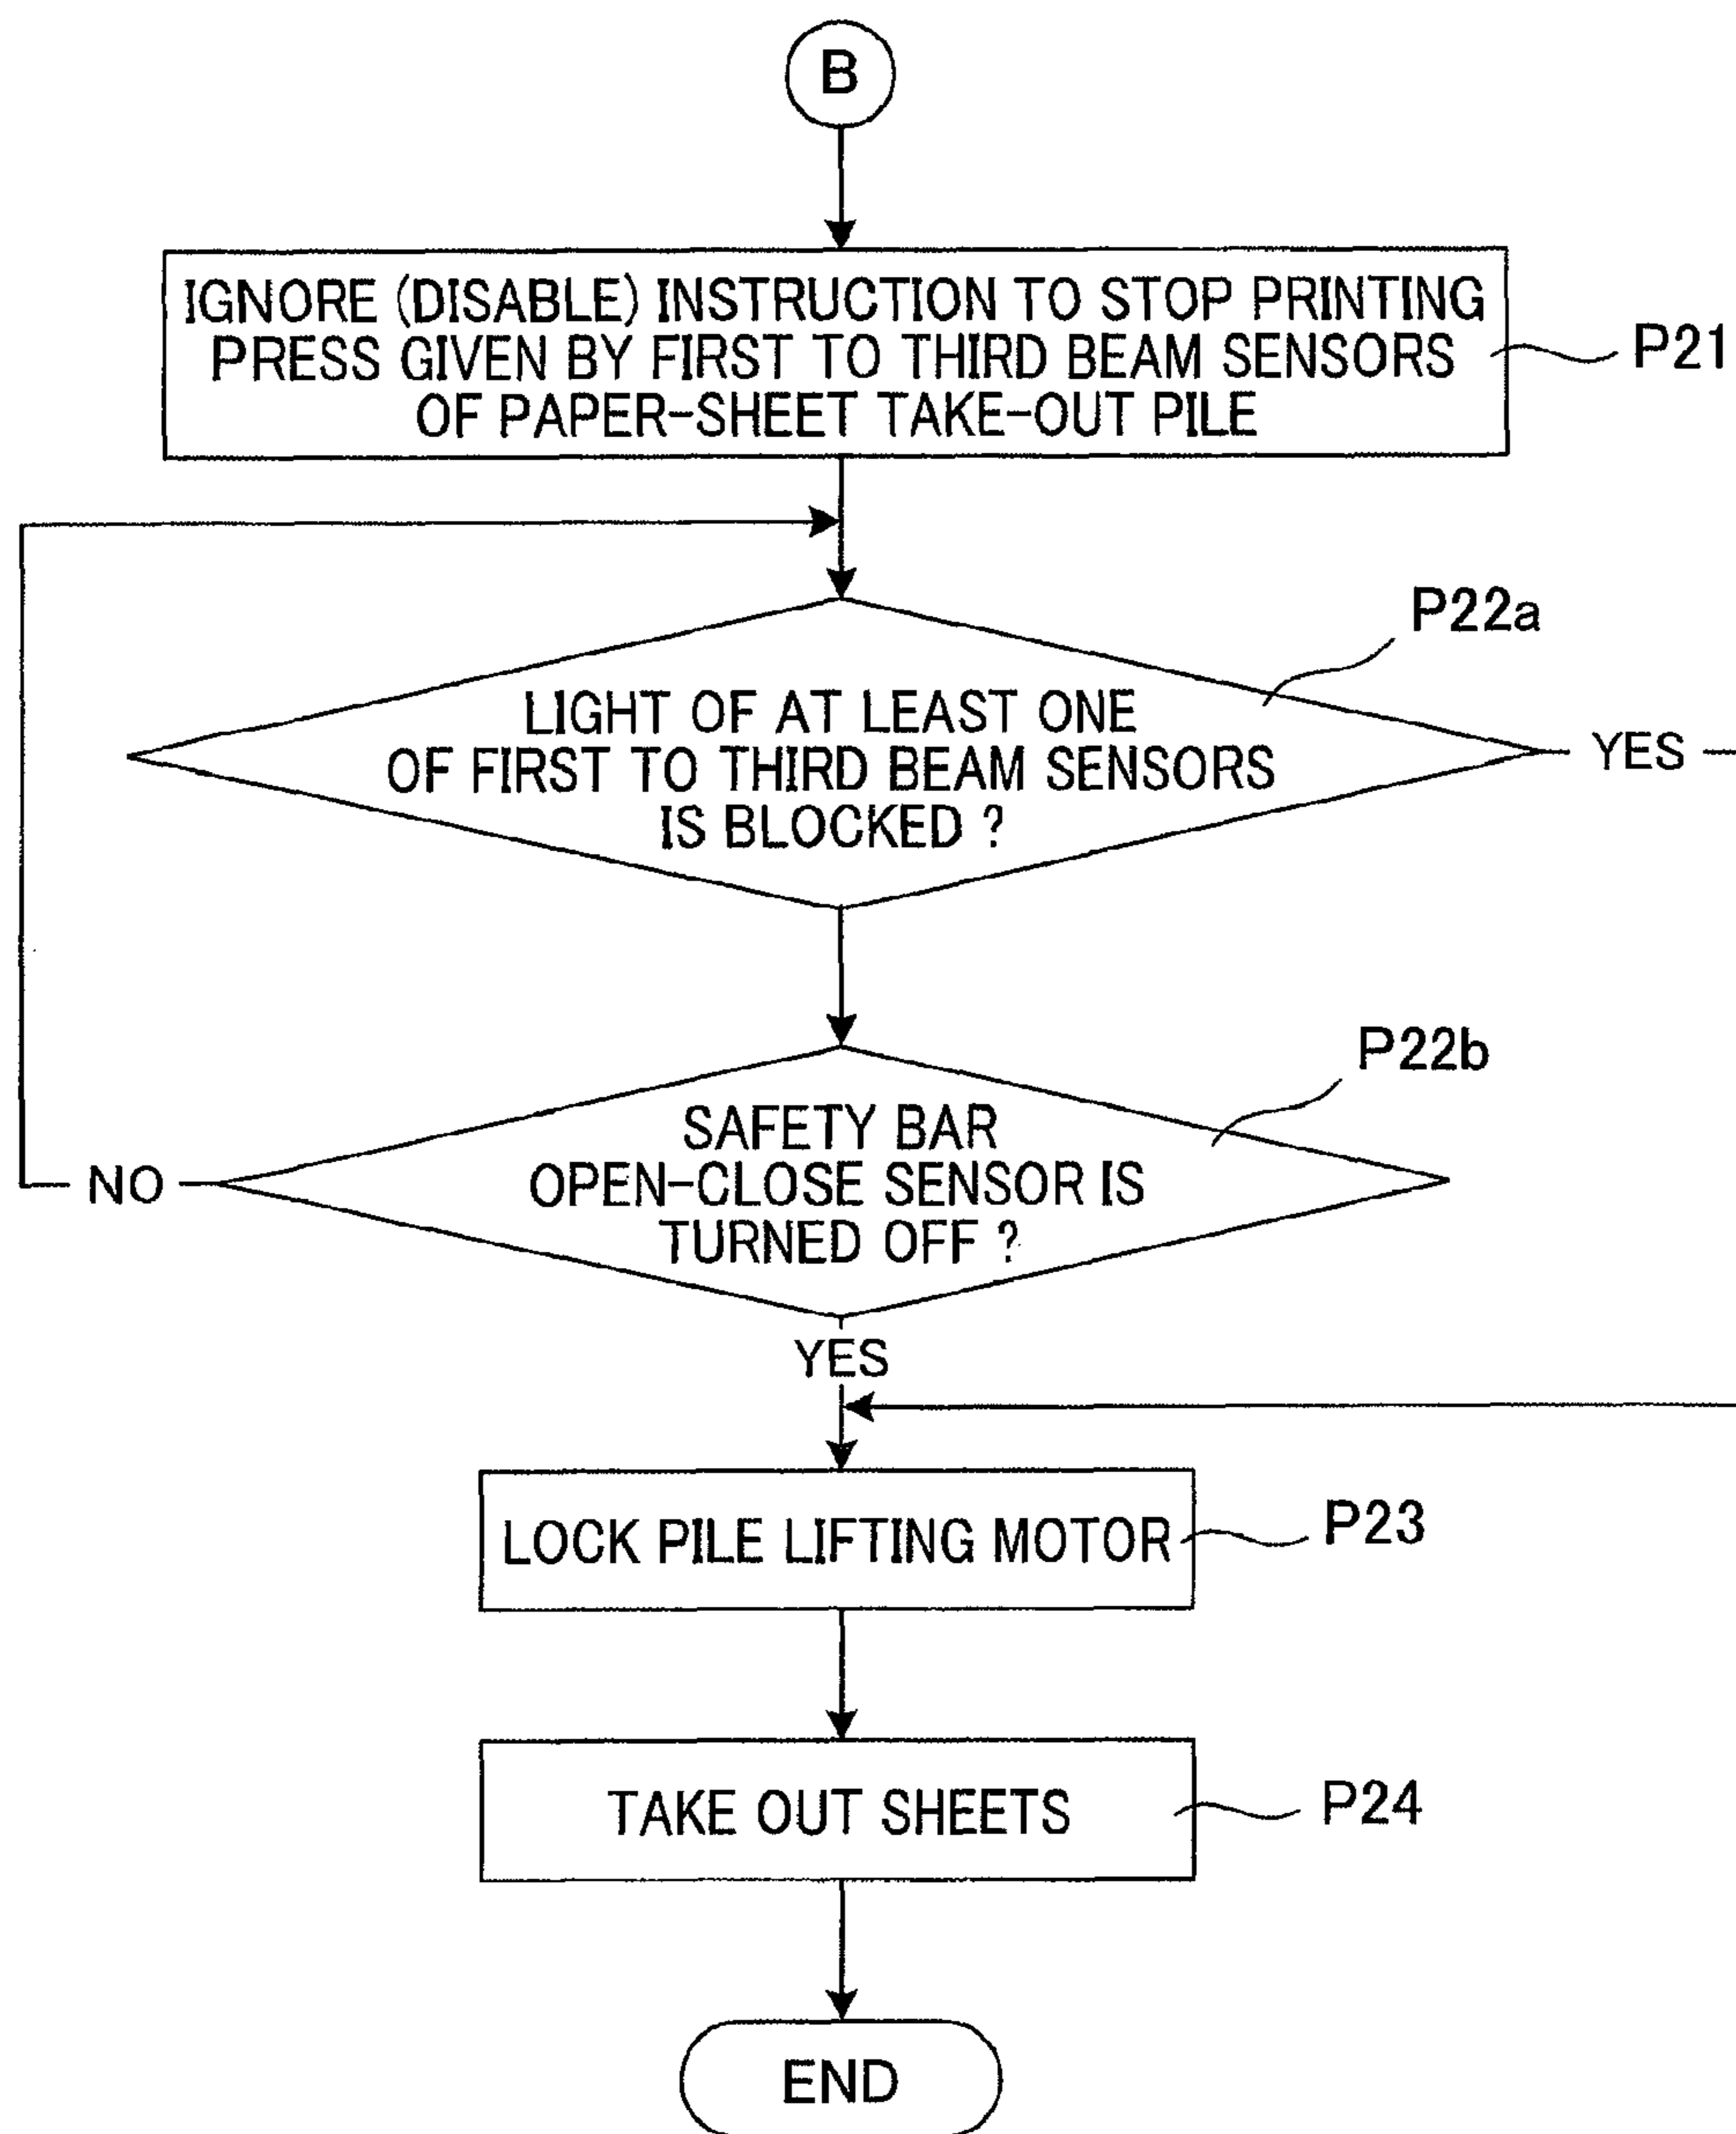 B
IGNORE (DISABLE) INSTRUCTION TO STOP PRINTING
PRESS GIVEN BY FIRST TO THIRD BEAM SENSORS
OF PAPER-SHEET TAKE-OUT PILE
P21
P22a
LIGHT OF AT LEAST ONE
OF FIRST TO THIRD BEAM SENSORS
IS BLOCKED ?
YES
P22b
SAFETY BAR
OPEN-CLOSE SENSOR IS
TURNED OFF ?
NO
YES
LOCK PILE LIFTING MOTOR
P23
TAKE OUT SHEETS
P24
END